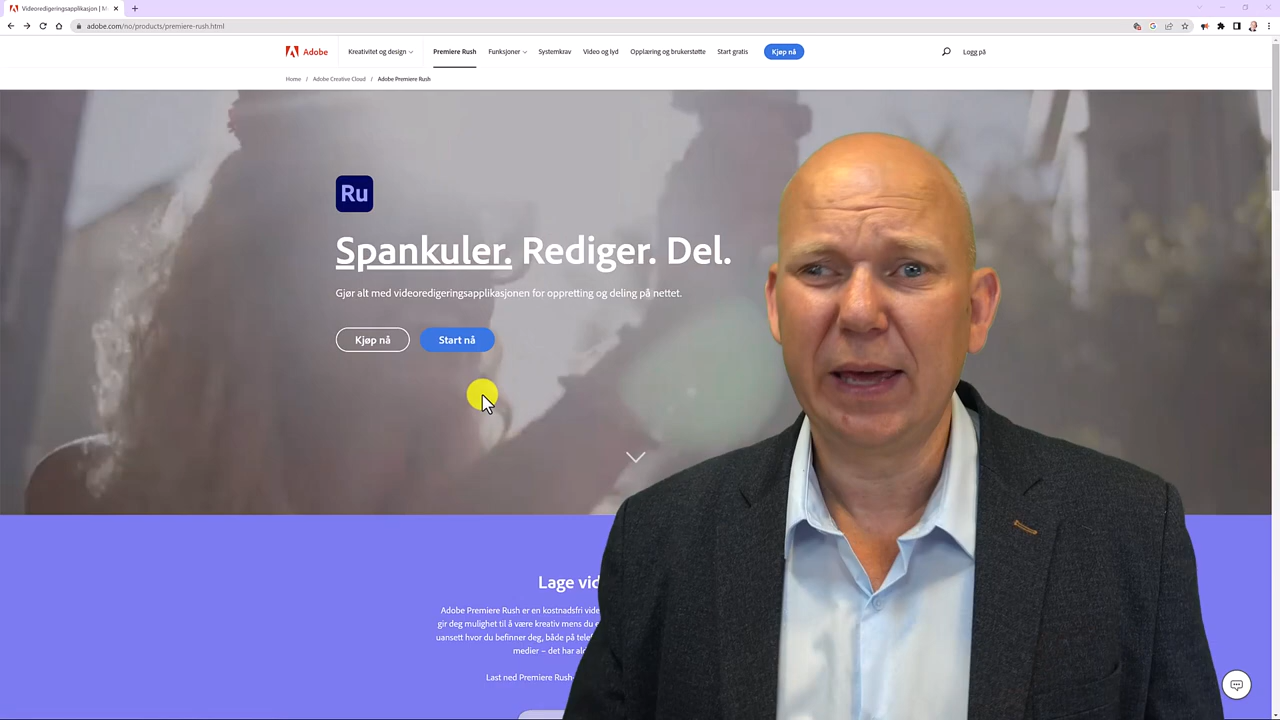 Videoredigeringsapplikasjon | M
adobe.com/no/products/premiere-rush.html
Adobe
Kreativitet og design
Premiere Rush
Funksjoner
Systemkrav
Video og lyd
Opplæring og brukerstøtte
Start gratis
Kjøp nå
Logg på
Home / Adobe Creative Cloud / Adobe Premiere Rush
Ru
Spankuler. Rediger. Del.
Gjør alt med videoredigeringsapplikasjonen for oppretting og deling på nettet.
Kjøp nå
Start nå
Lage vid
Adobe Premiere Rush er en kostnadsfri vide
gir deg mulighet til å være kreativ mens du e
uansett hvor du befinner deg, både på tele
medier – det har al
Last ned Premiere Rush-